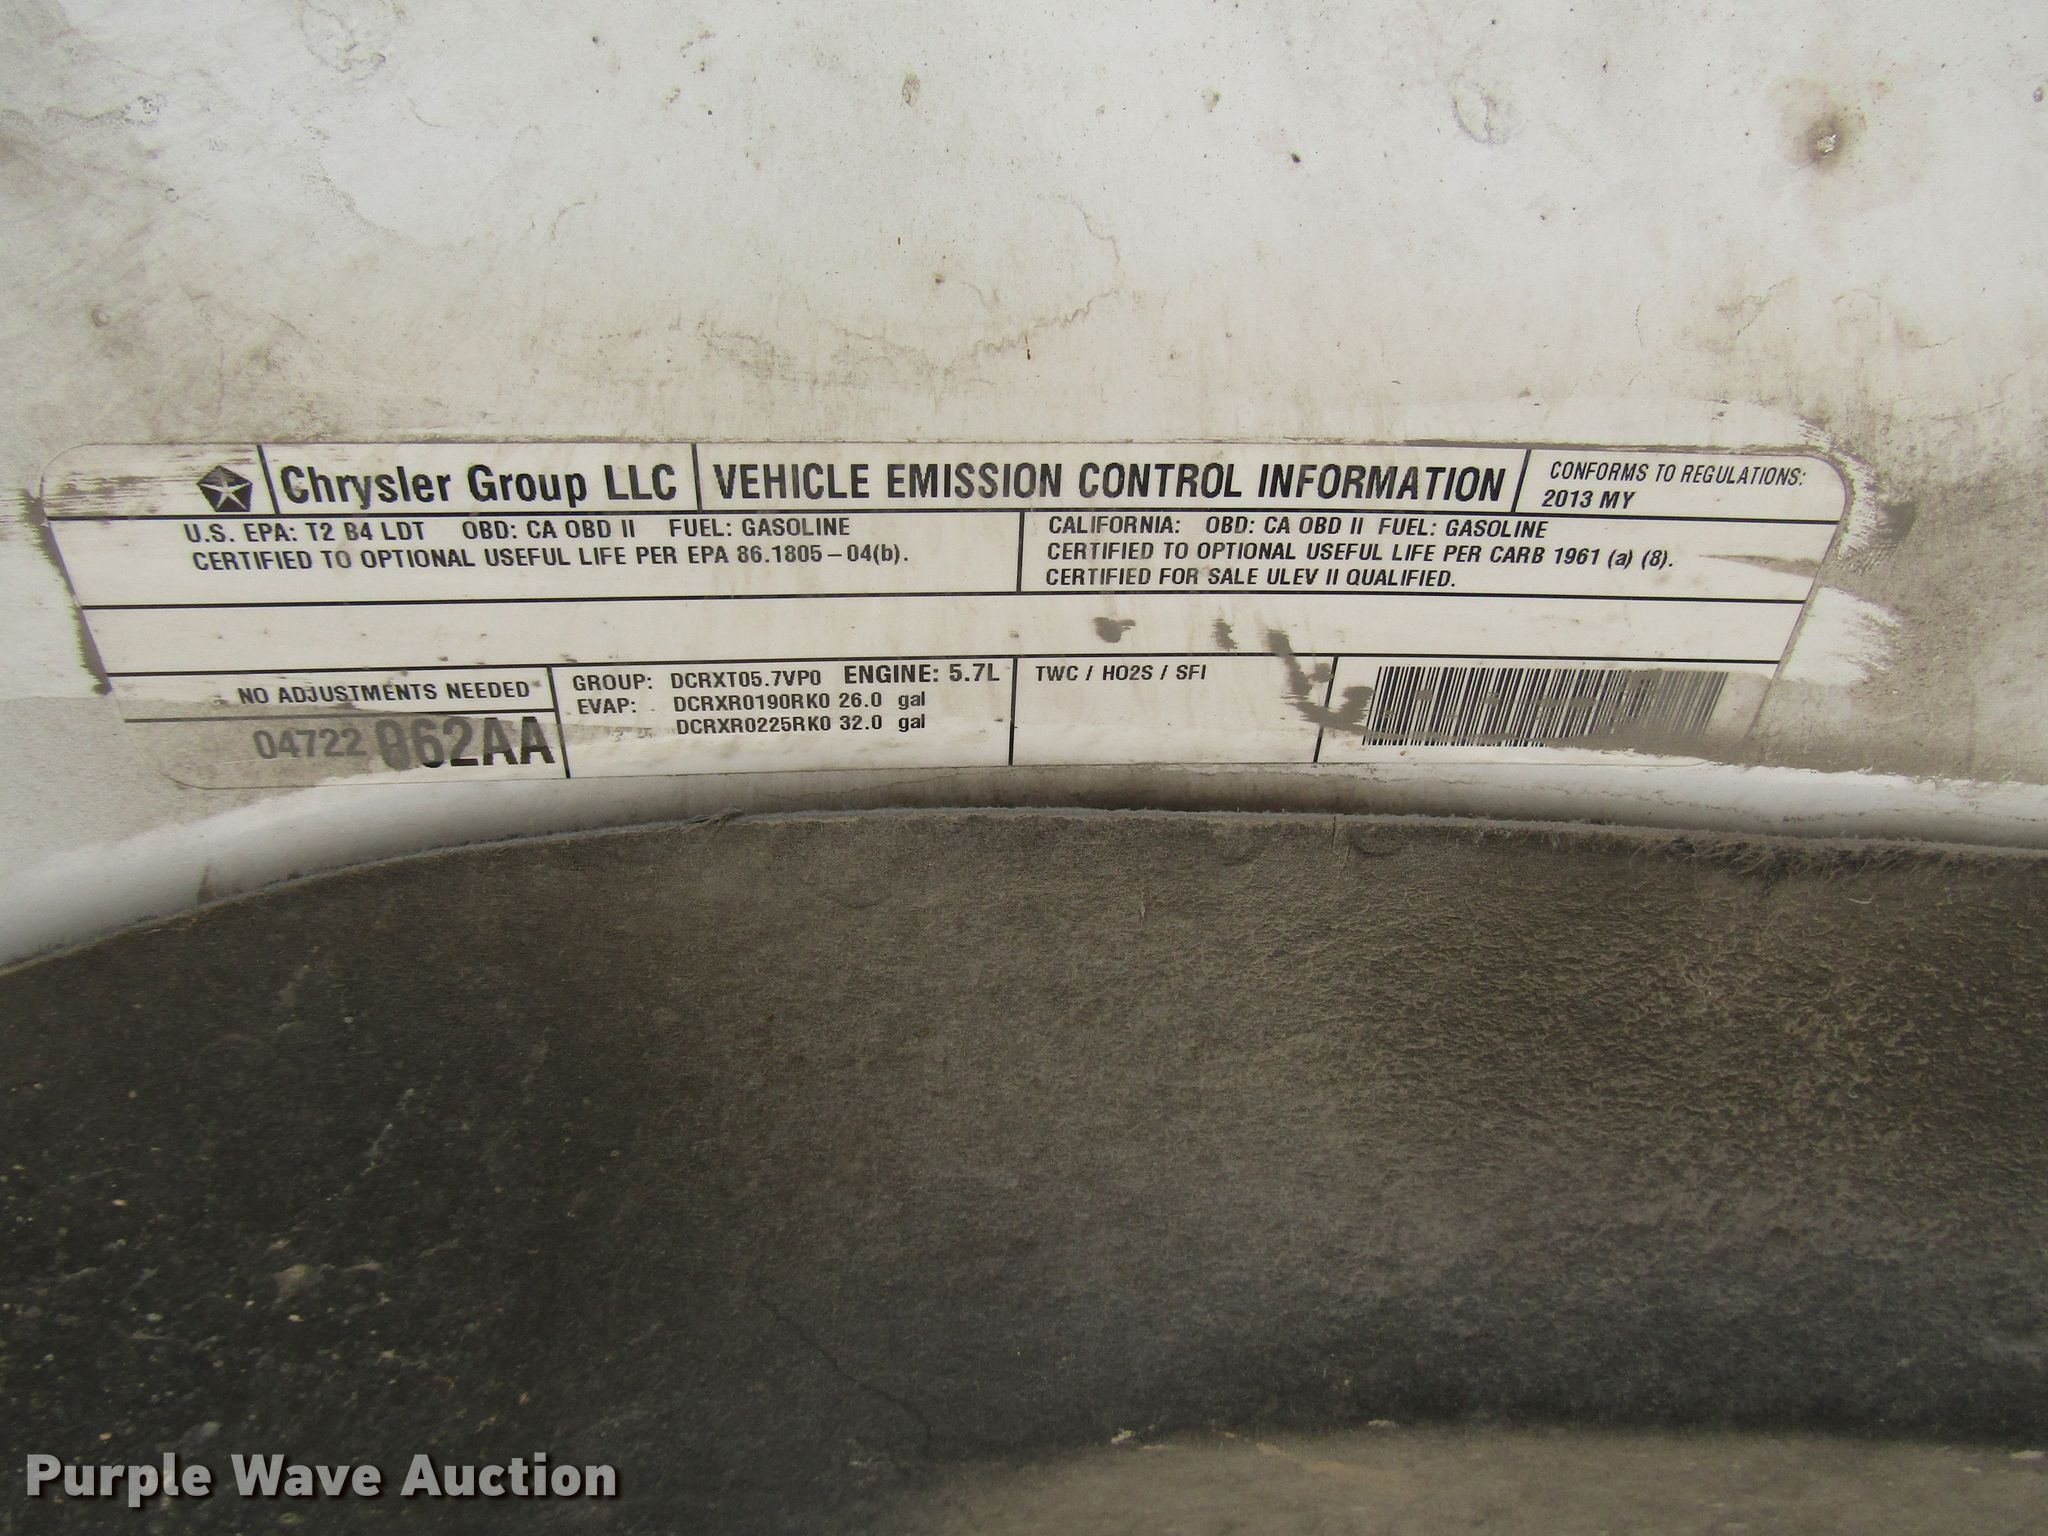 Chrysler Group LLC
VEHICLE EMISSION CONTROL INFORMATION
CONFORMS TO REGULATIONS:
2013 MY
U.S. EPA: T2 B4 LDT OBD: CA OBD II FUEL: GASOLINE
CERTIFIED TO OPTIONAL USEFUL LIFE PER EPA 86.1805-04(b).
CALIFORNIA: OBD: CA OBD II FUEL: GASOLINE
CERTIFIED TO OPTIONAL USEFUL LIFE PER CARB 1961 (a) (8).
CERTIFIED FOR SALE ULEV II QUALIFIED.
NO ADJUSTMENTS NEEDED
04722
GROUP: DCRXT05.7VP0 ENGINE: 5.7L
EVAP: DCRXR0190RK0 26.0 gal
DCRXR0225RK0 32.0 gal
TWC / HO2S / SFI
Purple Wave Auction